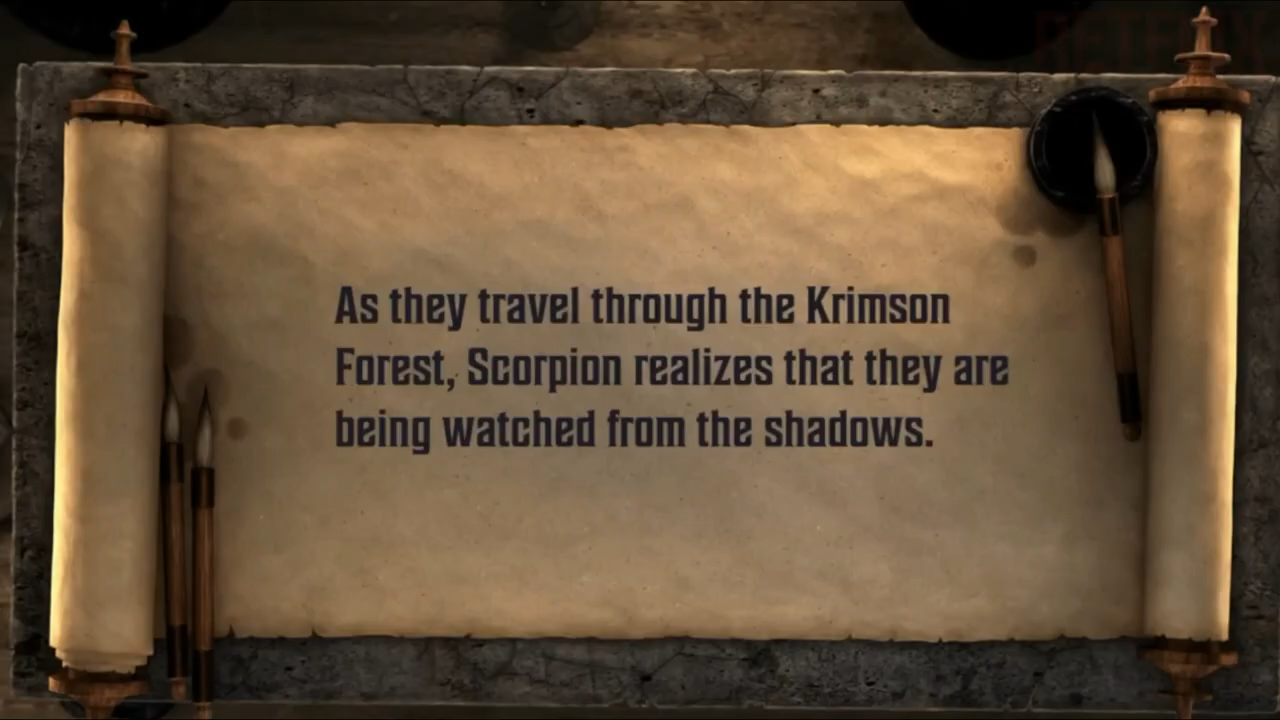 As they travel through the Krimson
Forest, Scorpion realizes that they are
being watched from the shadows.